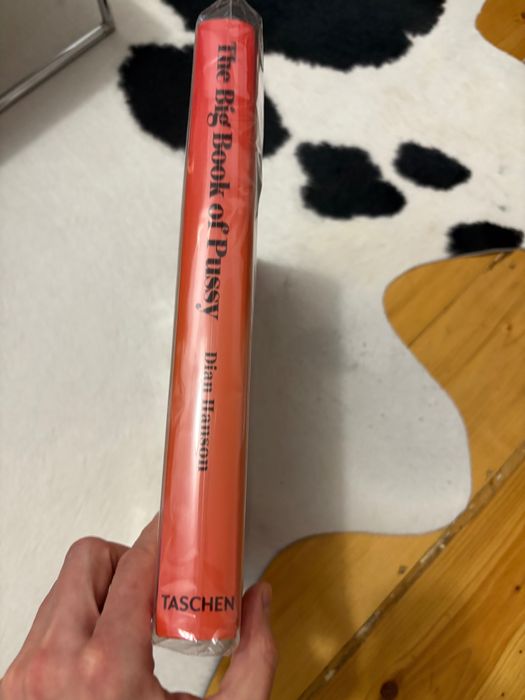 The Big Book of Pussy
Dian Hanson
TASCHEN